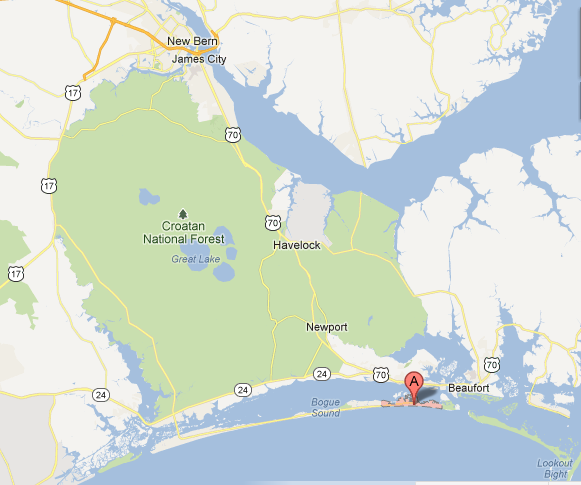 New Bern
James City
17
70
17
Croatan
National Forest
70
Havelock
Great Lake
17
Newport
70
24
70
24
A
Beaufort
24
Bogue
Sound
Lookout
Bight